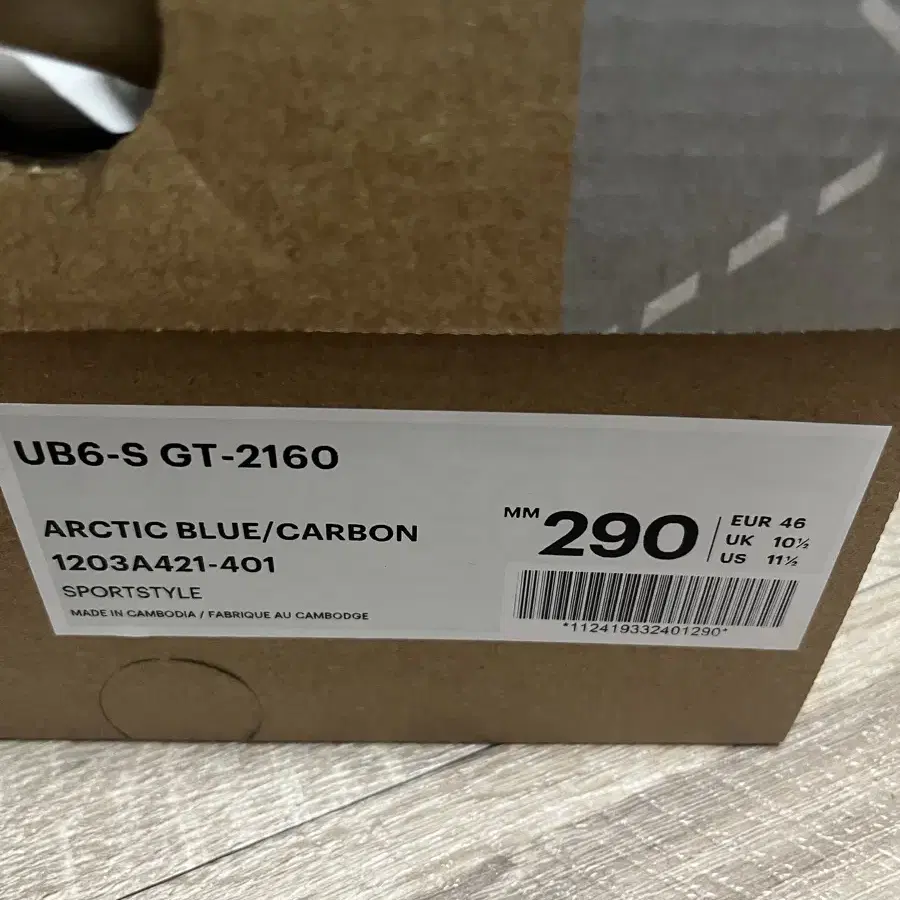 UB6-S GT-2160
ARCTIC BLUE/CARBON
1203A421-401
SPORTSTYLE
MADE IN CAMBODIA / FABRIQUE AU CAMBODGE
MM 290
EUR 46
UK 10½
US 11½
*112419332401290*